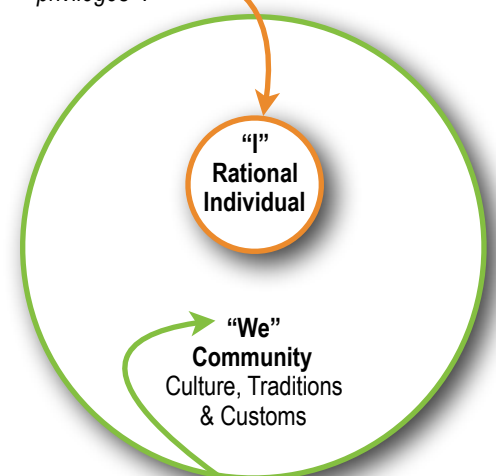 privileges".
“I”
Rational
Individual
“We”
Community
Culture, Traditions
& Customs